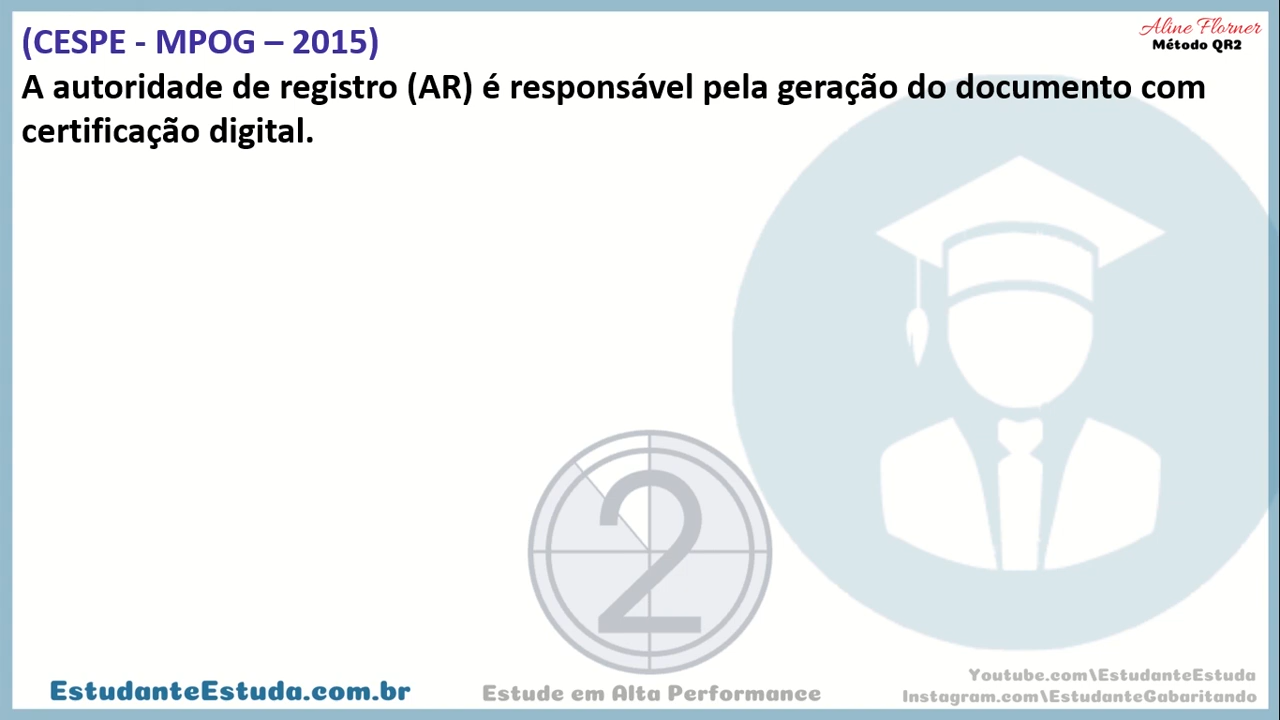 (CESPE - MPOG – 2015)
Aline Florner
Método QR2
A autoridade de registro (AR) é responsável pela geração do documento com
certificação digital.
2
Youtube.com\EstudanteEstuda
EstudanteEstuda.com.br
Estude em Alta Performance
Instagram.com\EstudanteGabaritando